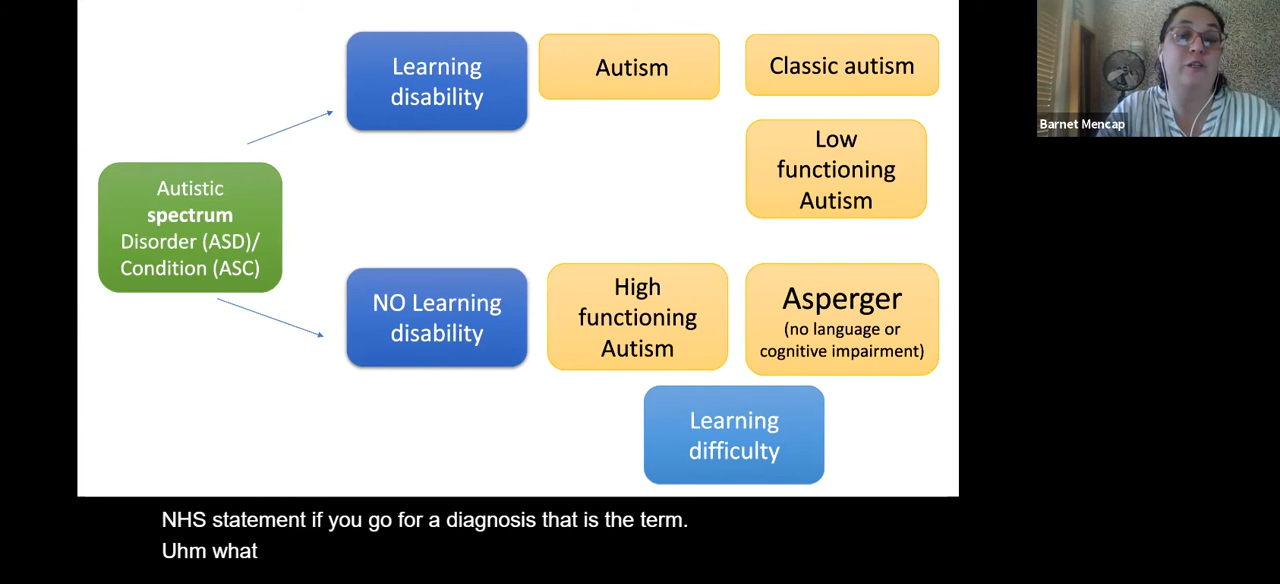 Learning
disability
Autism
Classic autism
Low
functioning
Autism
Autistic
spectrum
Disorder (ASD)/
Condition (ASC)
NO Learning
disability
High
functioning
Autism
Asperger
(no language or
cognitive impairment)
Learning
difficulty
Barnet Mencap
NHS statement if you go for a diagnosis that is the term.
Uhm what